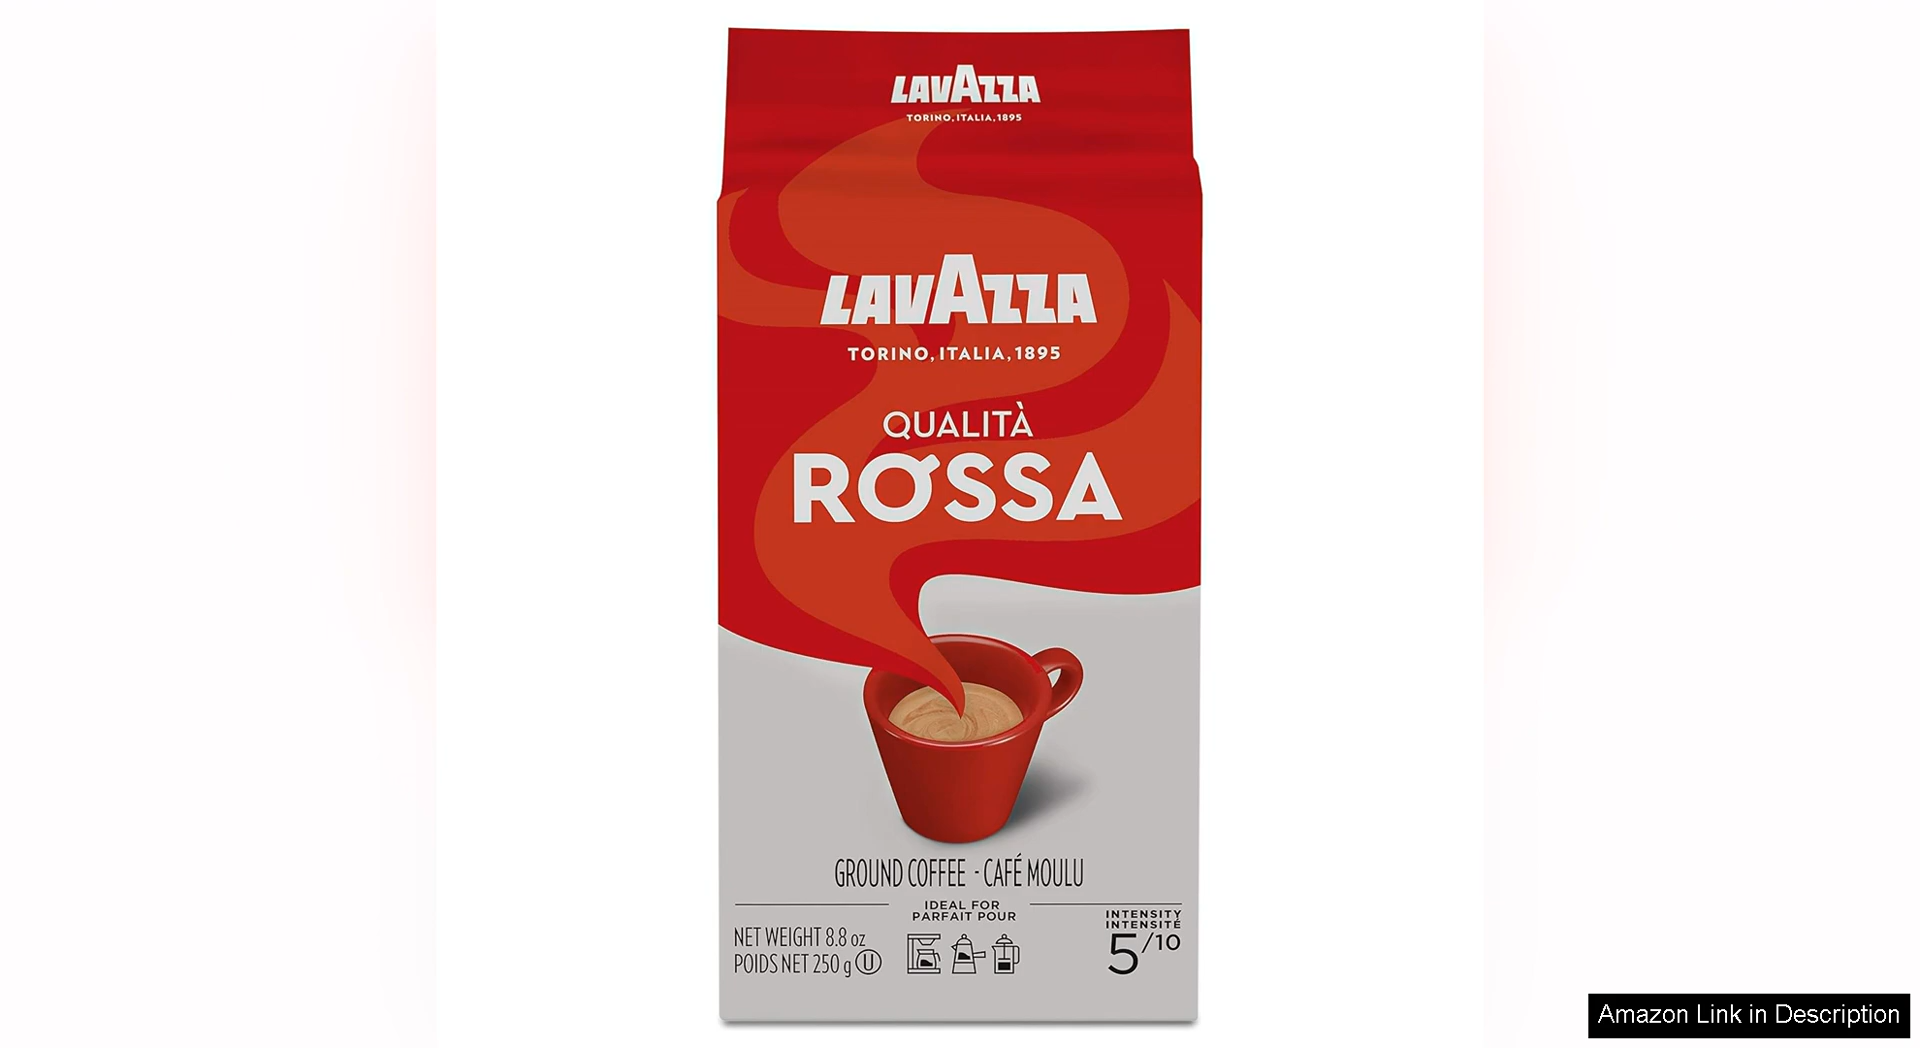 LAVAZZA
TORINO, ITALIA, 1895
LAVAZZA
TORINO, ITALIA, 1895
QUALITÀ
ROSSA
GROUND COFFEE - CAFÉ MOULU
IDEAL FOR
PARFAIT POUR
NET WEIGHT 8.8 oz
POIDS NET 250 g U
INTENSITY
INTENSITÉ
5/10
Amazon Link in Description